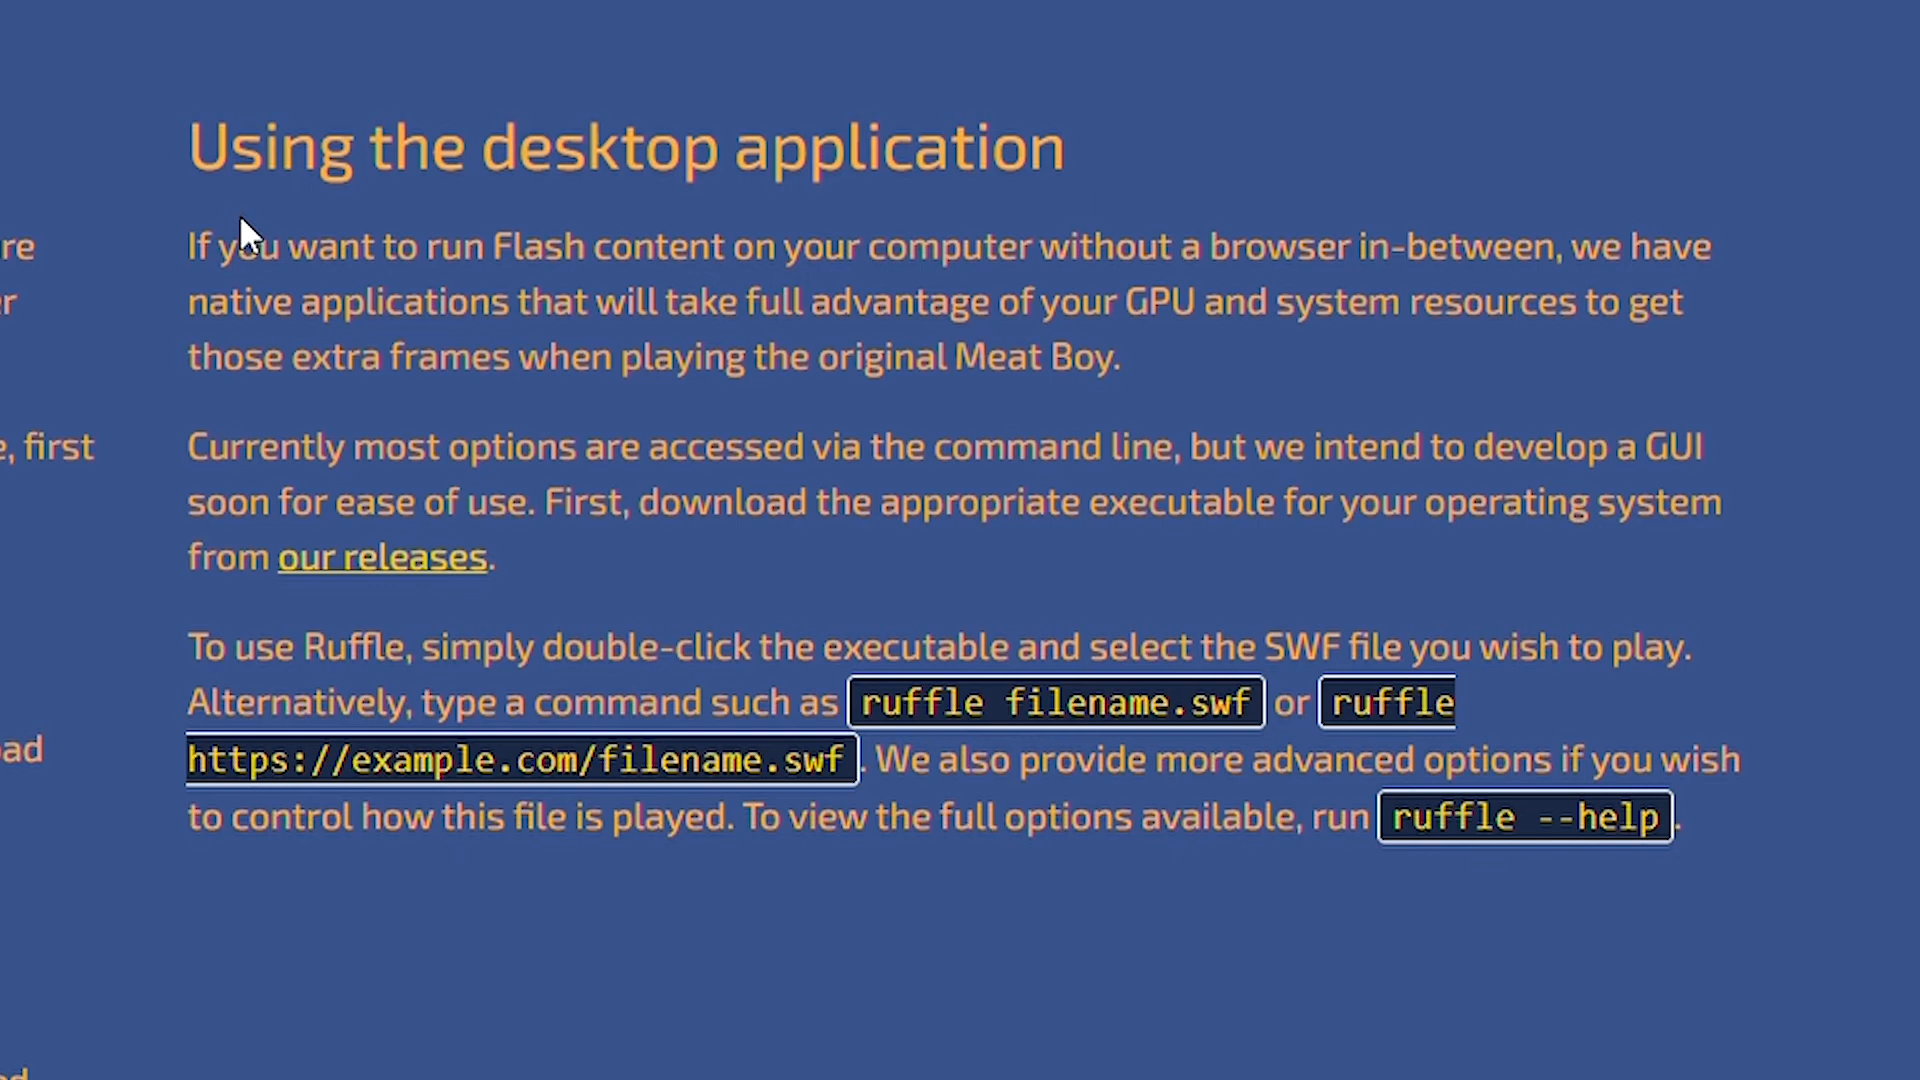 Using the desktop application
If you want to run Flash content on your computer without a browser in-between, we have
native applications that will take full advantage of your GPU and system resources to get
those extra frames when playing the original Meat Boy.
Currently most options are accessed via the command line, but we intend to develop a GUI
soon for ease of use. First, download the appropriate executable for your operating system
from our releases.
To use Ruffle, simply double-click the executable and select the SWF file you wish to play.
Alternatively, type a command such as ruffle filename.swf or ruffle
https://example.com/filename.swf. We also provide more advanced options if you wish
to control how this file is played. To view the full options available, run ruffle --help.
first